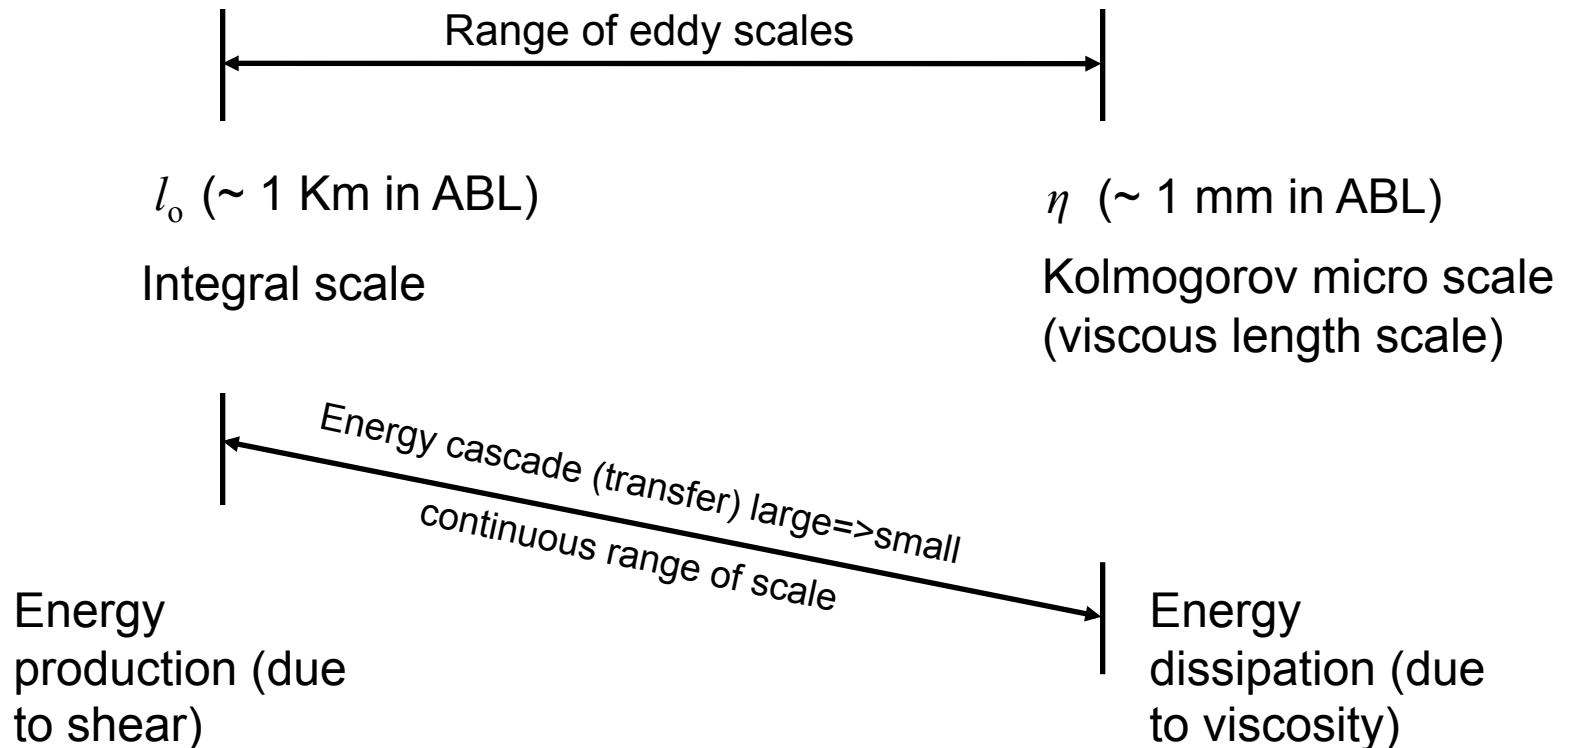 Range of eddy scales
lₒ (~ 1 Km in ABL)
η (~ 1 mm in ABL)
Integral scale
Kolmogorov micro scale
(viscous length scale)
Energy cascade (transfer) large=>small
continuous range of scale
Energy
production (due
to shear)
Energy
dissipation (due
to viscosity)